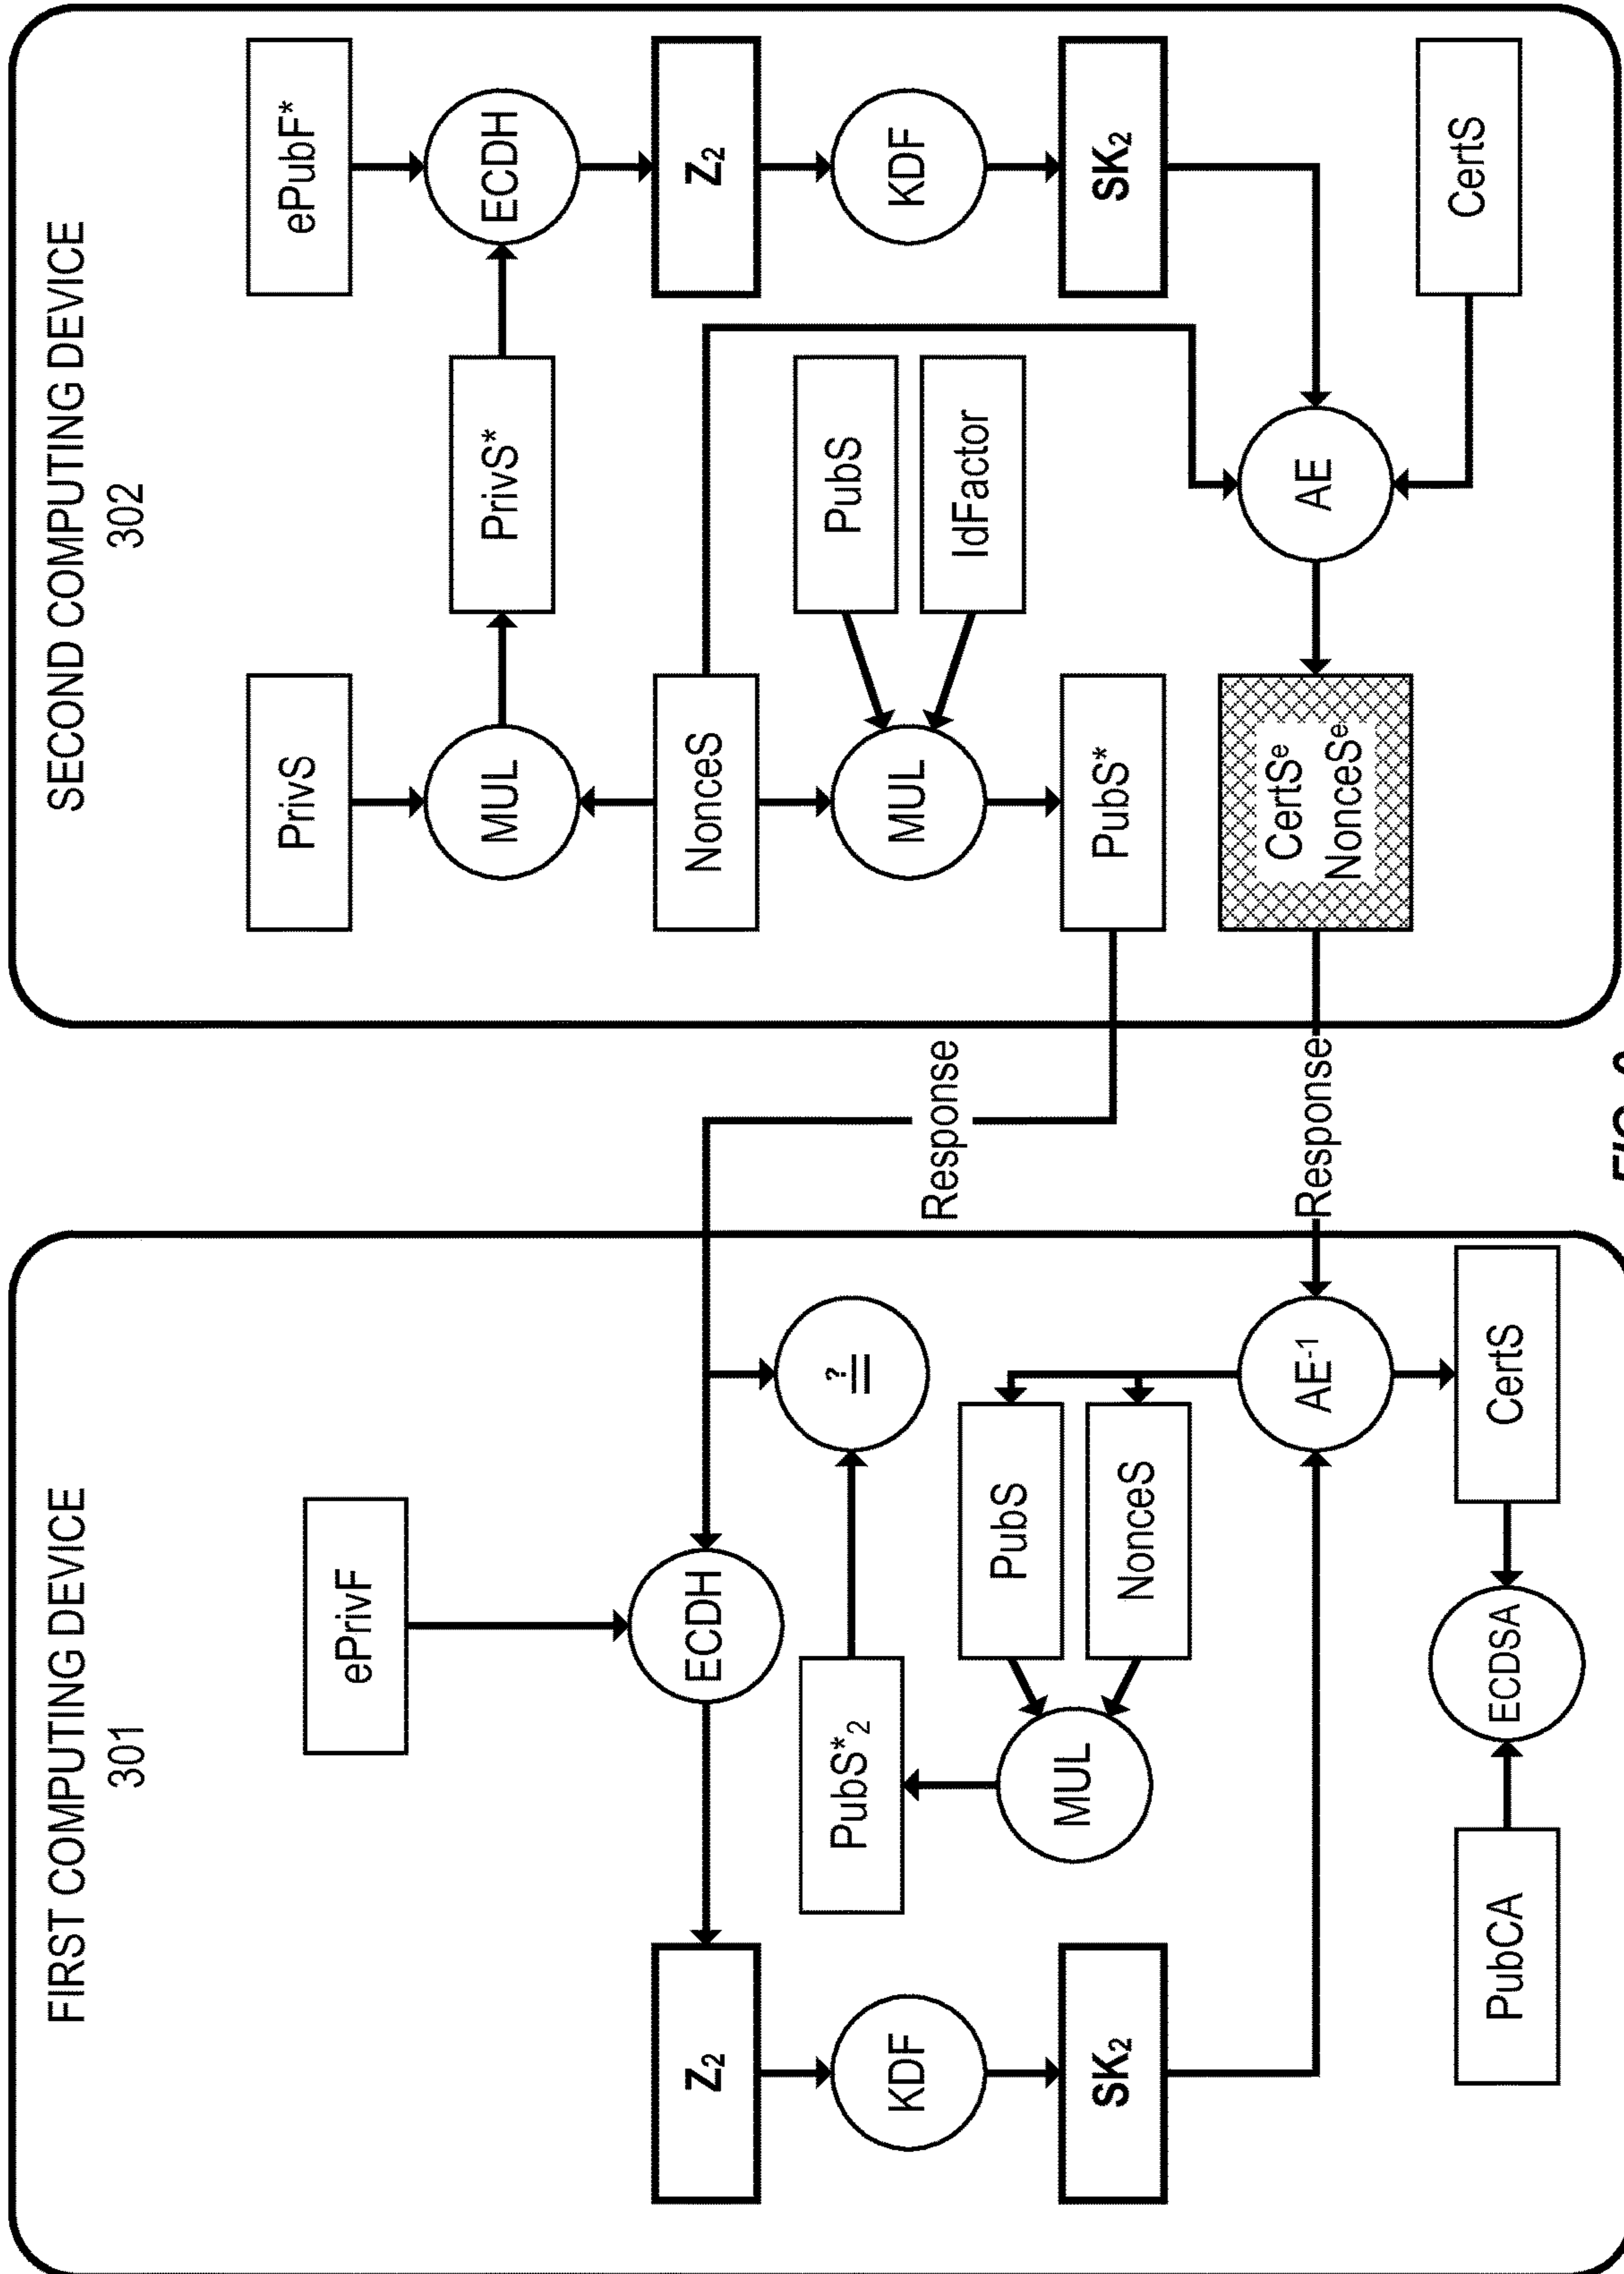 FIRST COMPUTING DEVICE
301
ePrivF
Z₂
ECDH
PubS*₂
?=
KDF
PubS
NonceS
MUL
SK₂
AE⁻¹
PubCA
ECDSA
CertS
Response
Response
SECOND COMPUTING DEVICE
302
PrivS
ePubF*
MUL
PrivS*
ECDH
NonceS
Z₂
PubS
MUL
KDF
IdFactor
PubS*
SK₂
CertSᵉ
NonceSᵉ
AE
CertS
FIG.